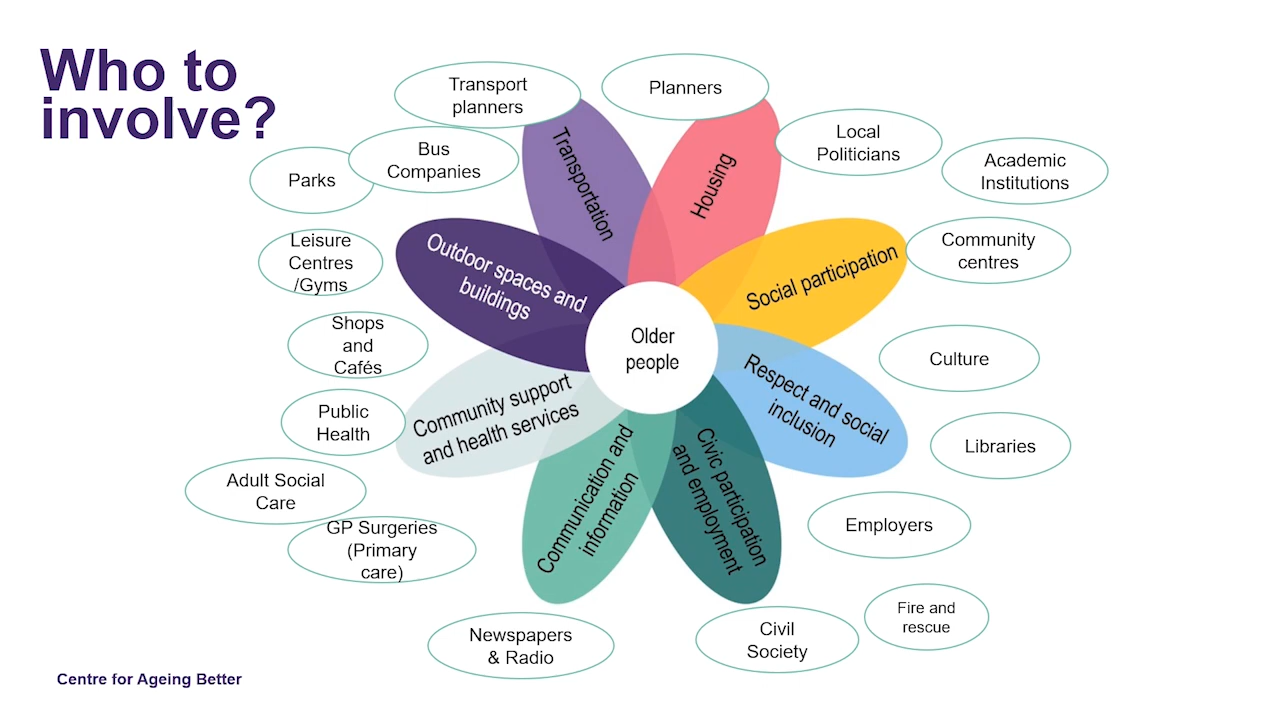 Who to
involve?
Transport
planners
Planners
Local
Politicians
Academic
Institutions
Bus
Companies
Parks
Transportation
Housing
Leisure
Centres
/Gyms
Outdoor spaces and
buildings
Social participation
Community
centres
Shops
and
Cafés
Older
people
Culture
Respect and social
inclusion
Public
Health
Community support
and health services
Libraries
Adult Social
Care
GP Surgeries
(Primary
care)
Communication and
information
Civic participation
and employment
Employers
Fire and
rescue
Newspapers
& Radio
Civil
Society
Centre for Ageing Better